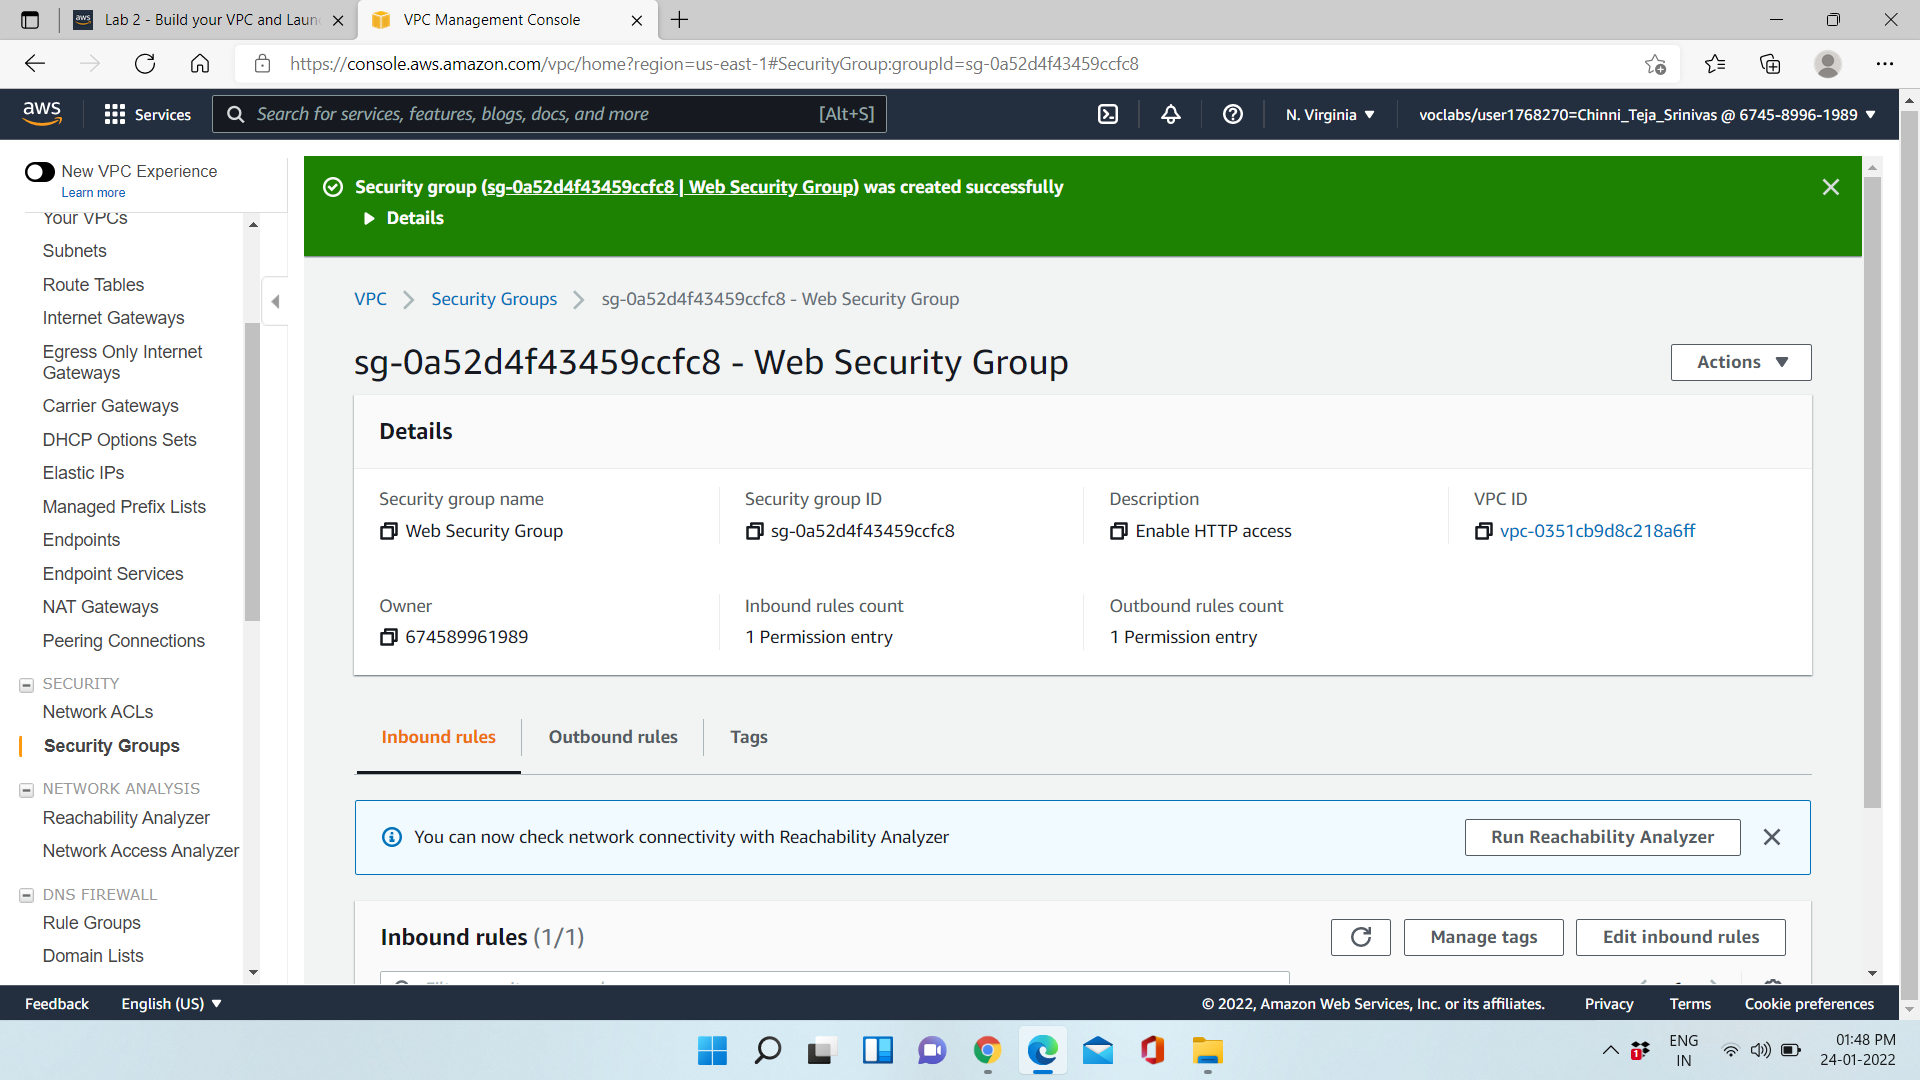 Lab 2 - Build your VPC and Laun
VPC Management Console
https://console.aws.amazon.com/vpc/home?region=us-east-1#SecurityGroup:groupId=sg-0a52d4f43459ccfc8
aws
Services
Search for services, features, blogs, docs, and more
[Alt+S]
N. Virginia
voclabs/user1768270=Chinni_Teja_Srinivas @ 6745-8996-1989
New VPC Experience
Learn more
Your VPCs
Subnets
Route Tables
Internet Gateways
Egress Only Internet
Gateways
Carrier Gateways
DHCP Options Sets
Elastic IPs
Managed Prefix Lists
Endpoints
Endpoint Services
NAT Gateways
Peering Connections
SECURITY
Network ACLs
Security Groups
NETWORK ANALYSIS
Reachability Analyzer
Network Access Analyzer
DNS FIREWALL
Rule Groups
Domain Lists
Security group (sg-0a52d4f43459ccfc8 | Web Security Group) was created successfully
Details
VPC
Security Groups
sg-0a52d4f43459ccfc8 - Web Security Group
sg-0a52d4f43459ccfc8 - Web Security Group
Actions
Details
Security group name
Web Security Group
Security group ID
sg-0a52d4f43459ccfc8
Description
Enable HTTP access
VPC ID
vpc-0351cb9d8c218a6ff
Owner
674589961989
Inbound rules count
1 Permission entry
Outbound rules count
1 Permission entry
Inbound rules
Outbound rules
Tags
You can now check network connectivity with Reachability Analyzer
Run Reachability Analyzer
Inbound rules (1/1)
Manage tags
Edit inbound rules
Feedback
English (US)
© 2022, Amazon Web Services, Inc. or its affiliates.
Privacy
Terms
Cookie preferences
1
ENG
IN
01:48 PM
24-01-2022